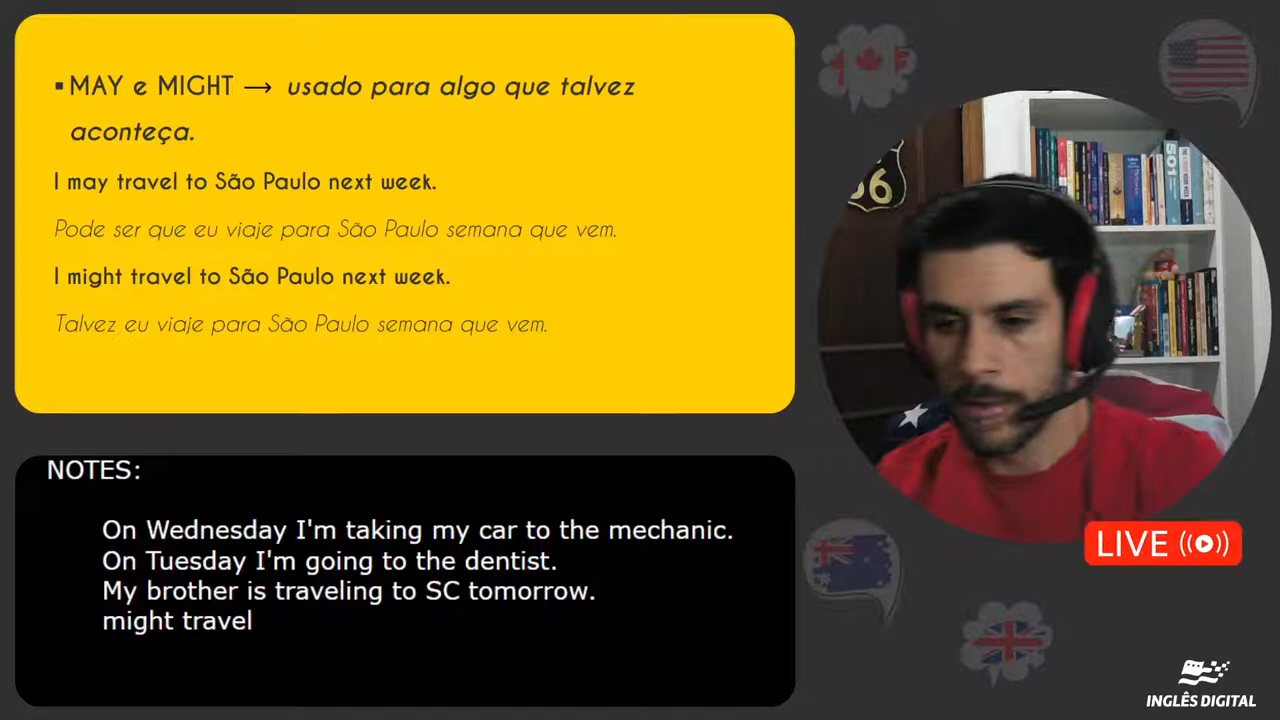 ▪ MAY e MIGHT → usado para algo que talvez
aconteça.
I may travel to São Paulo next week.
Pode ser que eu viaje para São Paulo semana que vem.
I might travel to São Paulo next week.
Talvez eu viaje para São Paulo semana que vem.
NOTES:
On Wednesday I'm taking my car to the mechanic.
On Tuesday I'm going to the dentist.
My brother is traveling to SC tomorrow.
might travel
66
501
LIVE
INGLÊS DIGITAL